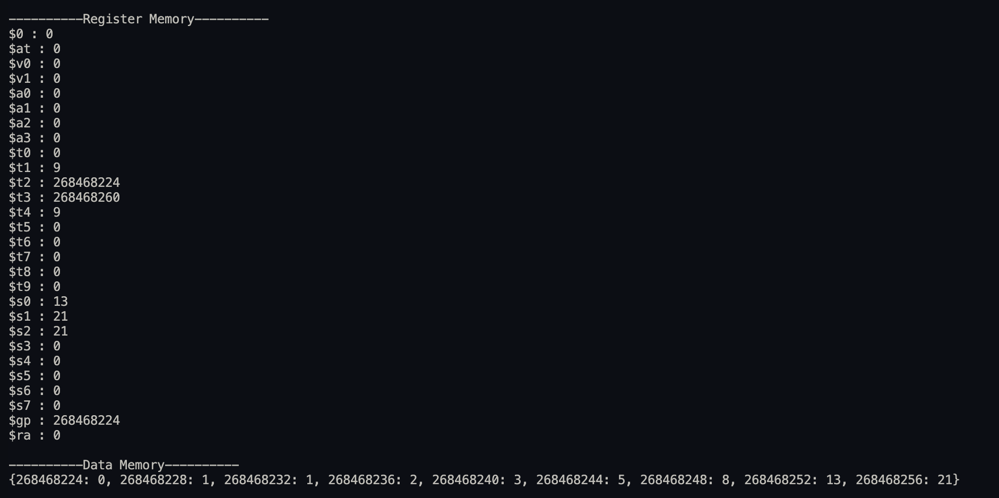 ----------Register Memory----------
$0 : 0
$at : 0
$v0 : 0
$v1 : 0
$a0 : 0
$a1 : 0
$a2 : 0
$a3 : 0
$t0 : 0
$t1 : 9
$t2 : 268468224
$t3 : 268468260
$t4 : 9
$t5 : 0
$t6 : 0
$t7 : 0
$t8 : 0
$t9 : 0
$s0 : 13
$s1 : 21
$s2 : 21
$s3 : 0
$s4 : 0
$s5 : 0
$s6 : 0
$s7 : 0
$gp : 268468224
$ra : 0
----------Data Memory----------
{268468224: 0, 268468228: 1, 268468232: 1, 268468236: 2, 268468240: 3, 268468244: 5, 268468248: 8, 268468252: 13, 268468256: 21}